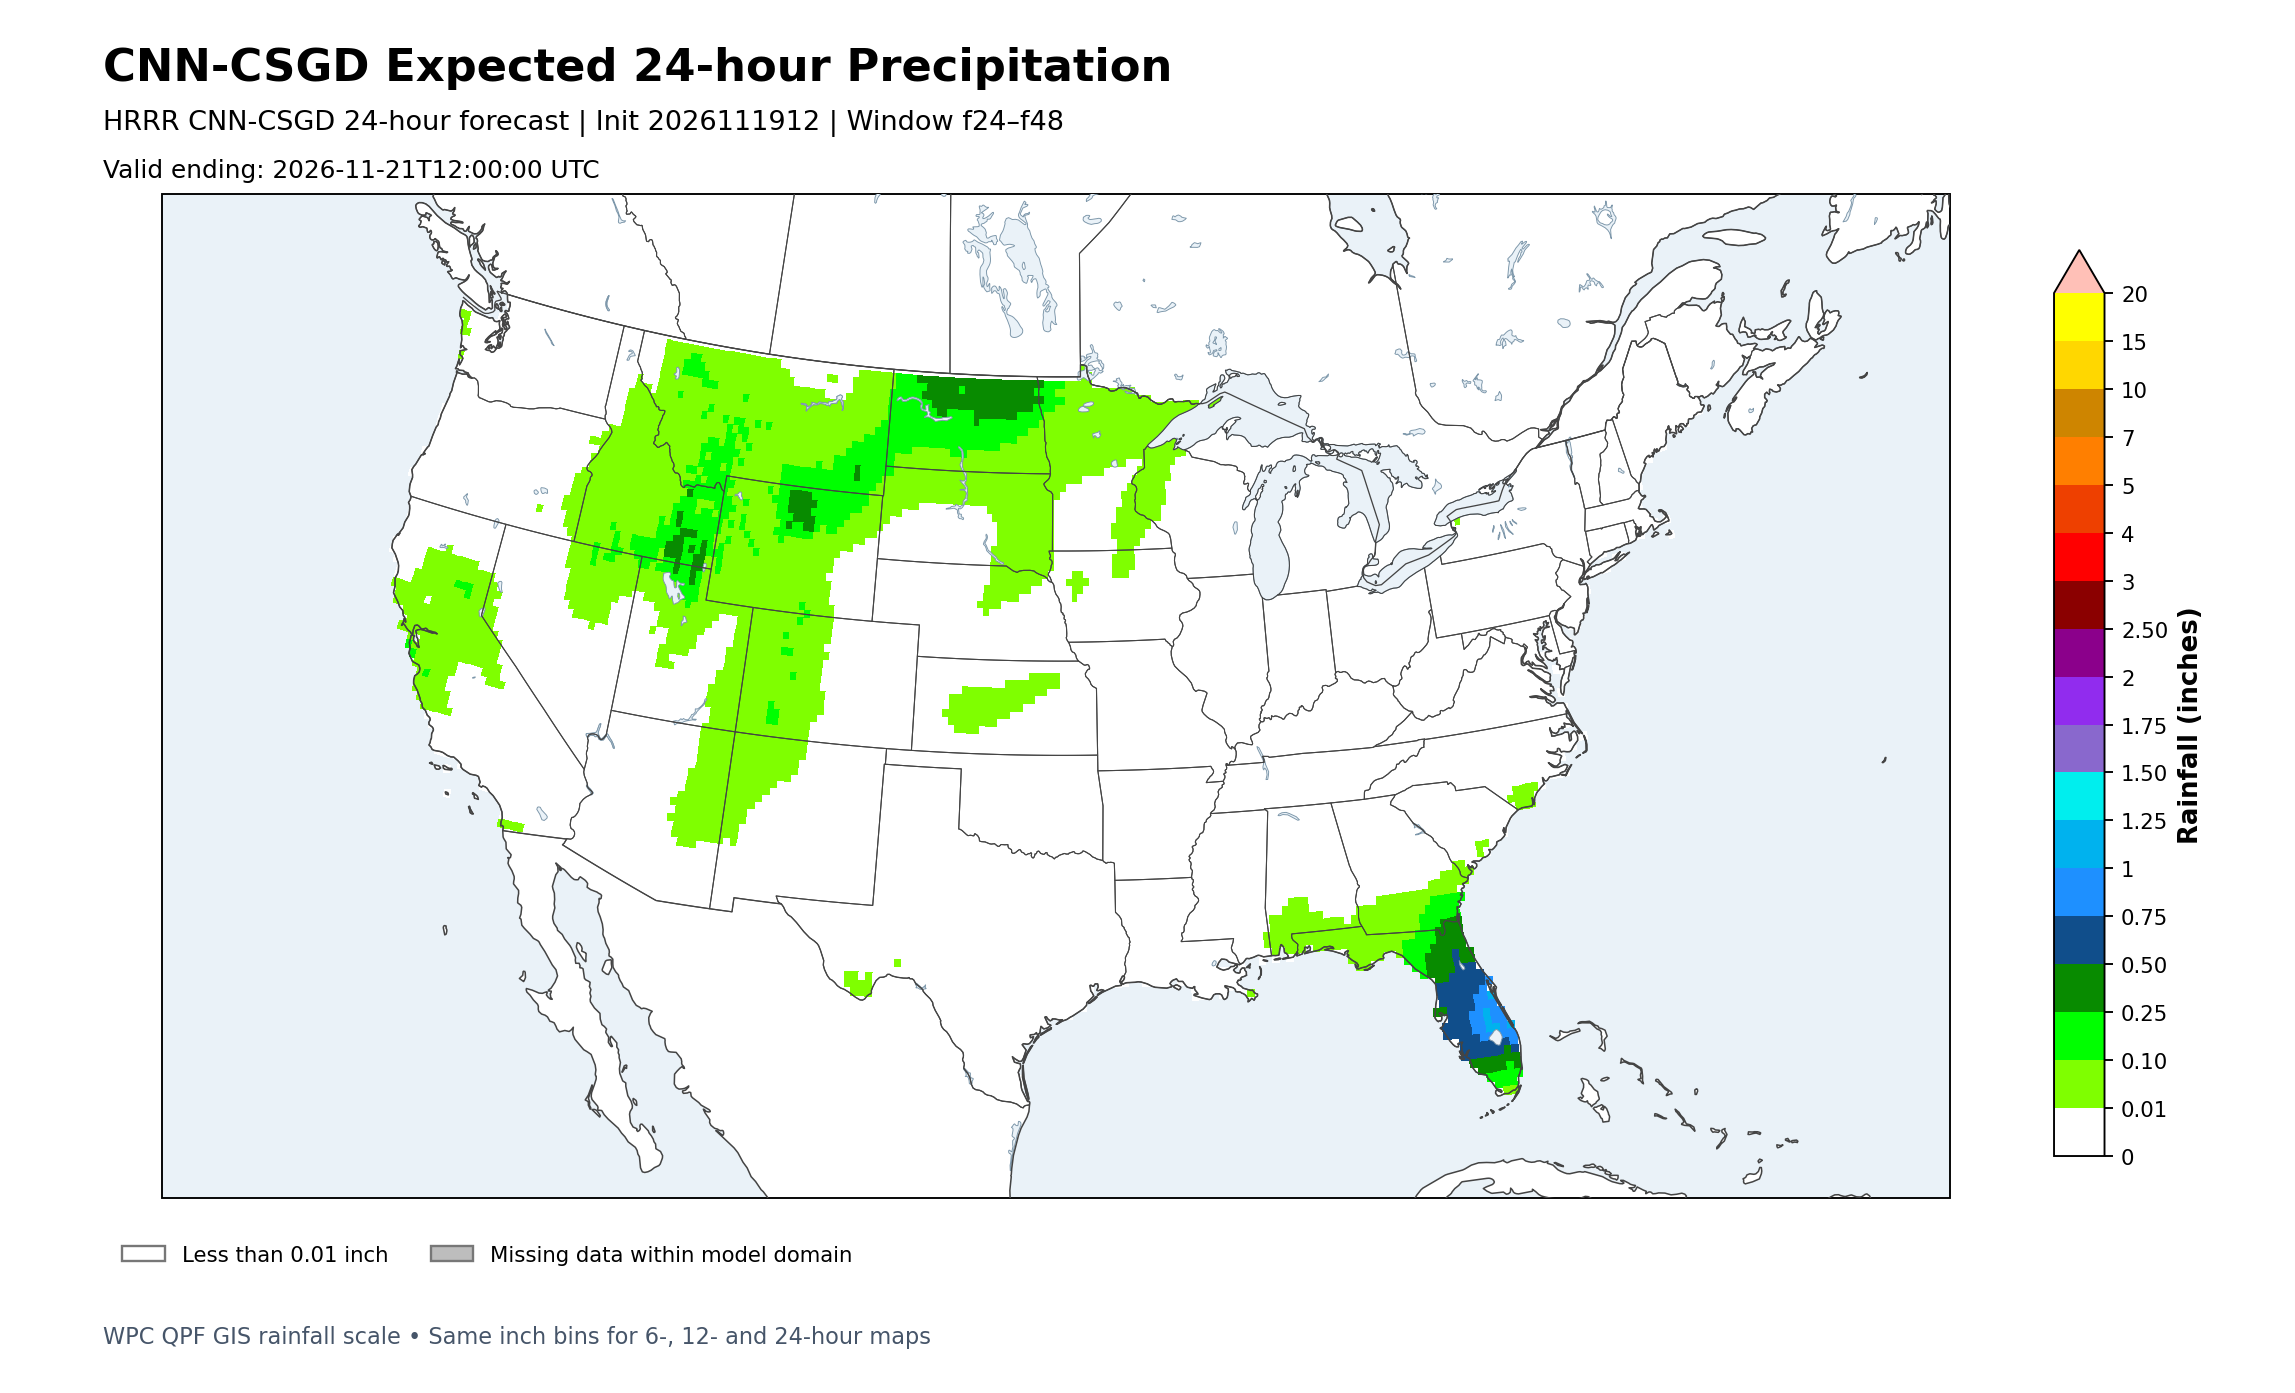 CNN-CSGD Expected 24-hour Precipitation
HRRR CNN-CSGD 24-hour forecast | Init 2026111912 | Window f24–f48
Valid ending: 2026-11-21T12:00:00 UTC
20
15
10
7
5
4
3
2.50
2
1.75
1.50
1.25
1
0.75
0.50
0.25
0.10
0.01
0
Rainfall (inches)
Less than 0.01 inch
Missing data within model domain
WPC QPF GIS rainfall scale • Same inch bins for 6-, 12- and 24-hour maps